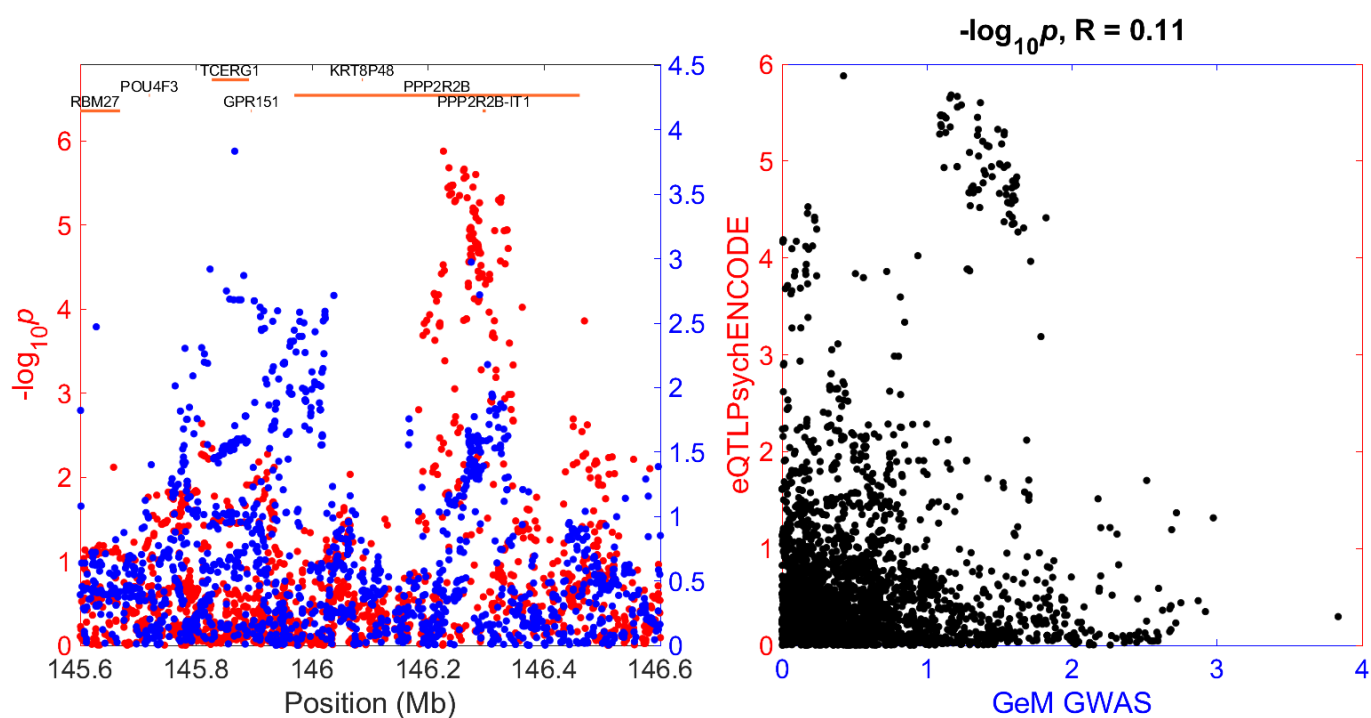 -log10p, R = 0.11
TCERG1 KRT8P48
POU4F3 PPP2R2B
RBM27 GPR151 PPP2R2B-IT1
-log10p
6
5
4
3
2
1
0
4.5
4
3.5
3
2.5
2
1.5
1
0.5
0
145.6 145.8 146 146.2 146.4 146.6
Position (Mb)
eQTLPsychENCODE
6
5
4
3
2
1
0
0 1 2 3 4
GeM GWAS